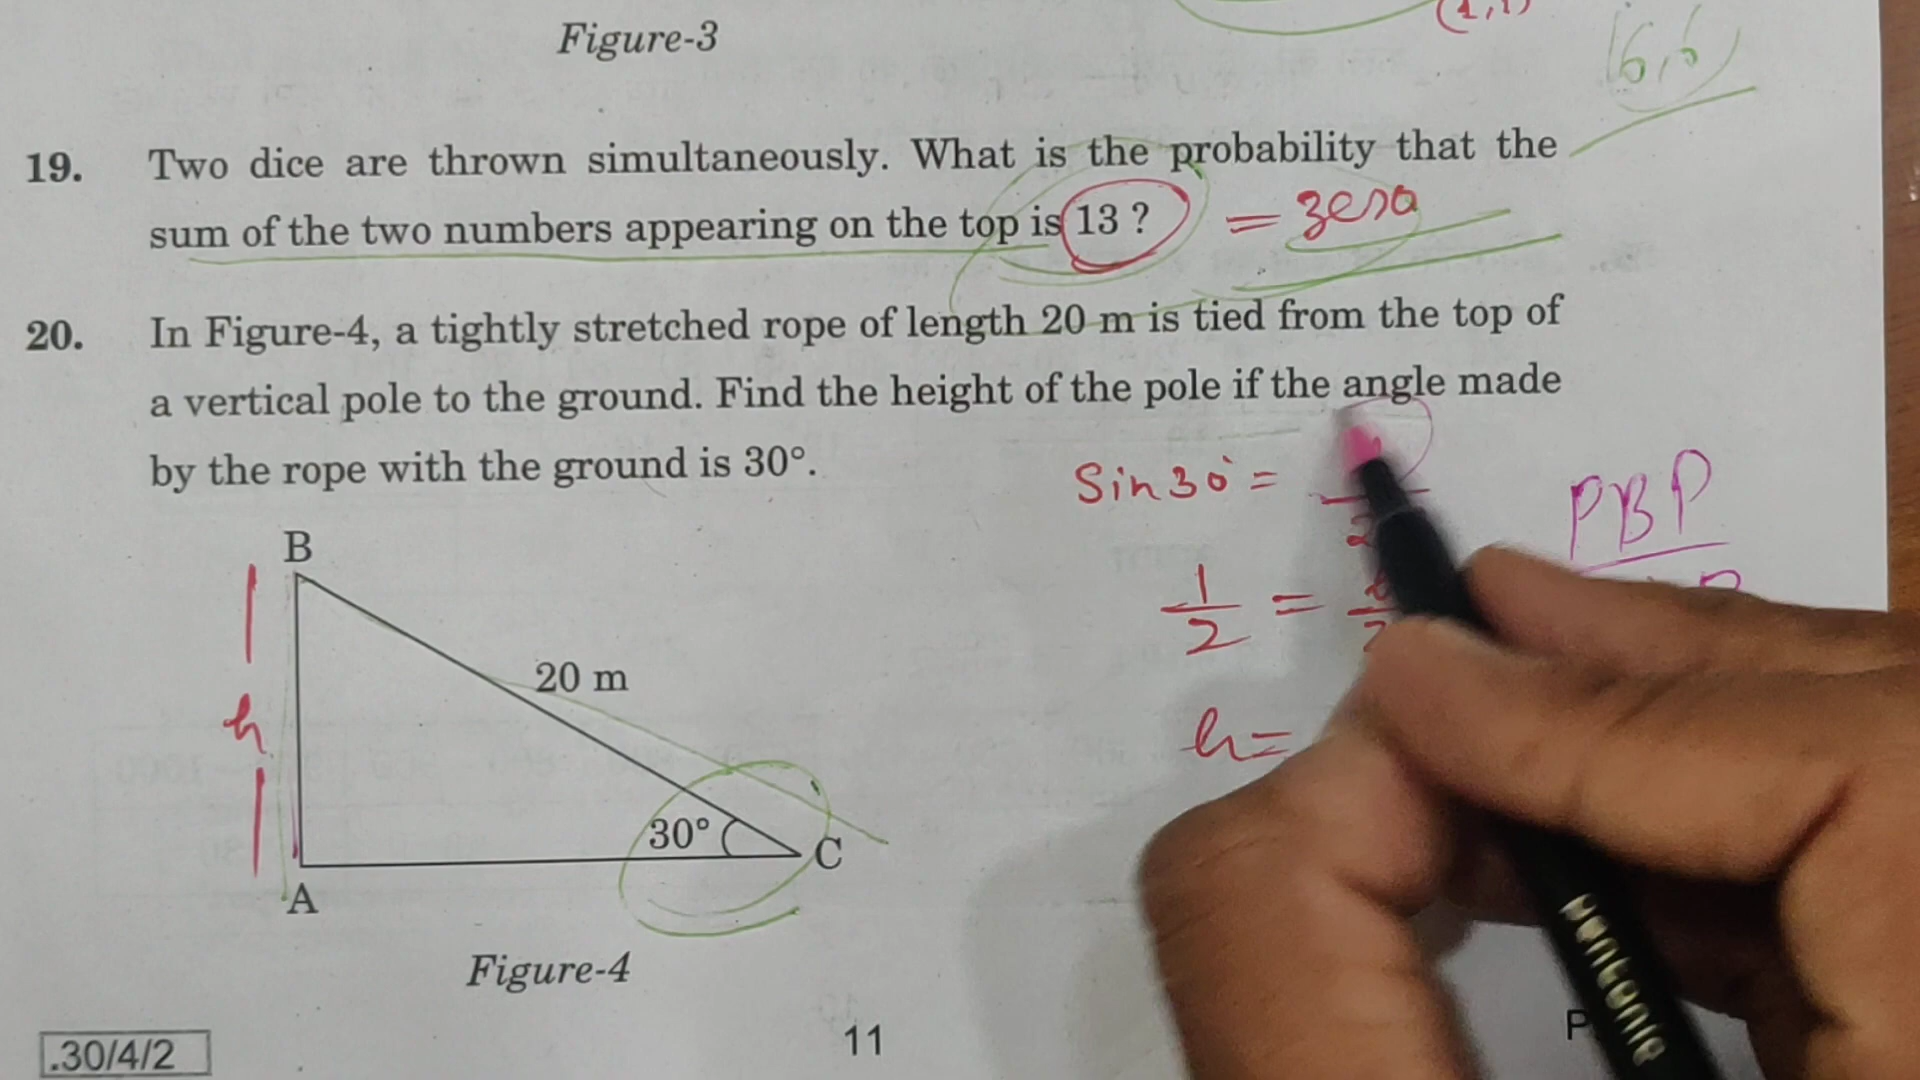 Figure-3
(1,1)
(6,6)
19. Two dice are thrown simultaneously. What is the probability that the
sum of the two numbers appearing on the top is 13 ? = zero
20. In Figure-4, a tightly stretched rope of length 20 m is tied from the top of
a vertical pole to the ground. Find the height of the pole if the angle made
by the rope with the ground is 30°.
Sin30° =
PBP
1/2 =
h=
B
20 m
h
30°
C
A
Figure-4
.30/4/2
11
P
Pentonic